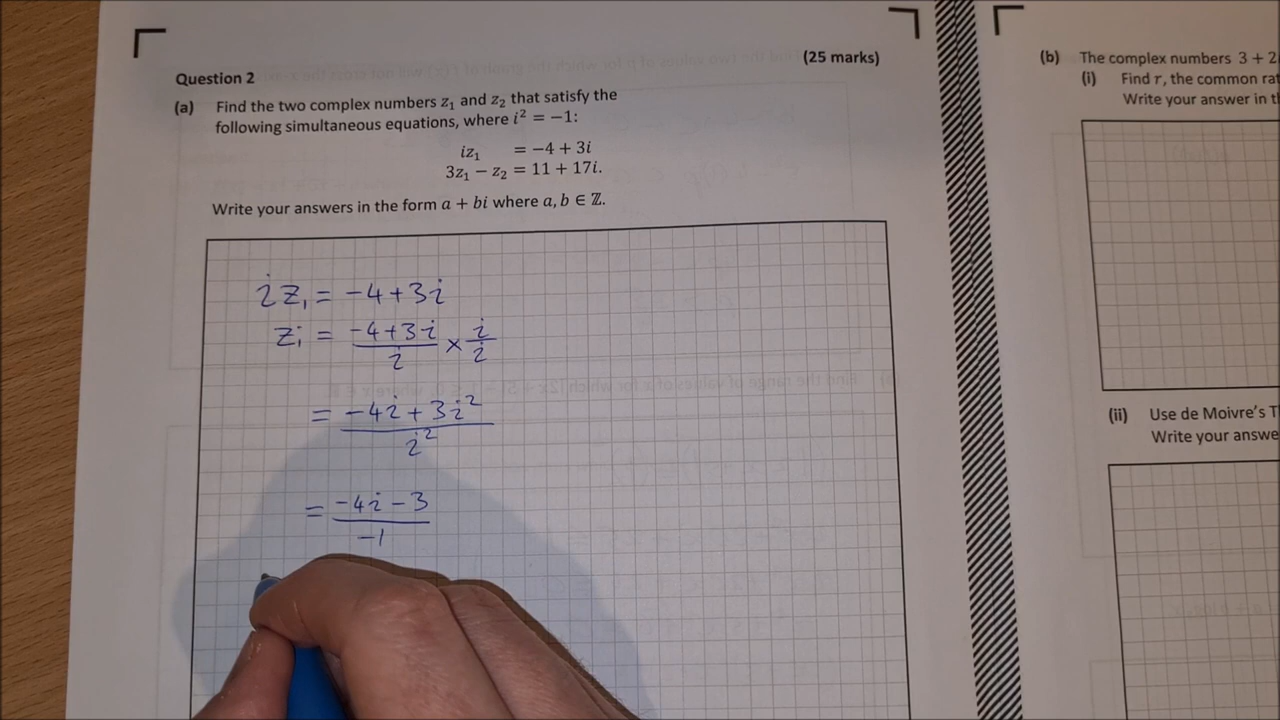 (25 marks)
Question 2
(a) Find the two complex numbers z₁ and z₂ that satisfy the
following simultaneous equations, where i² = −1:
iz₁ = −4 + 3i
3z₁ − z₂ = 11 + 17i.
Write your answers in the form a + bi where a, b ∈ ℤ.
iz₁ = -4+3i
zi = (-4+3i)/i × i/i
= (-4i+3i²)/i²
= (-4i-3)/-1
(b) The complex numbers 3 + 2
(i) Find r, the common rat
Write your answer in t
(ii) Use de Moivre's T
Write your answe